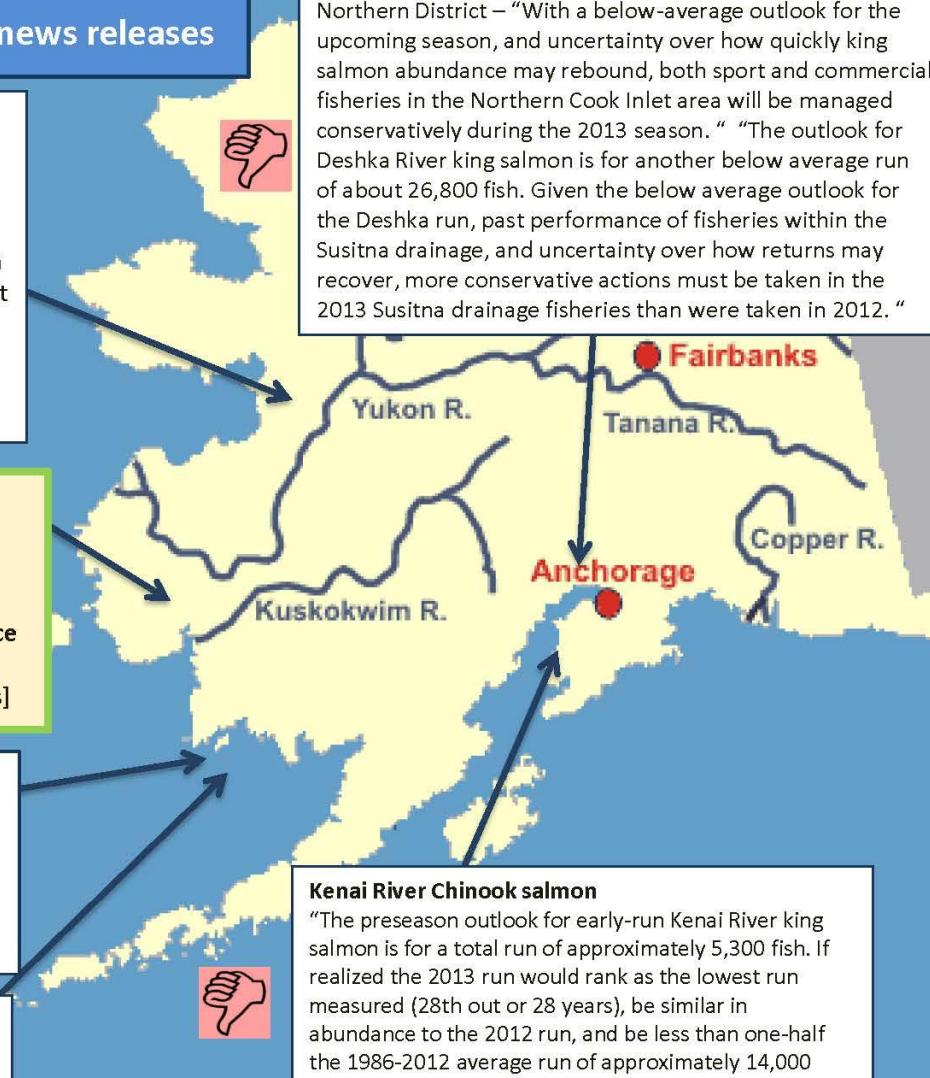 news releases
Northern District – “With a below-average outlook for the
upcoming season, and uncertainty over how quickly king
salmon abundance may rebound, both sport and commercial
fisheries in the Northern Cook Inlet area will be managed
conservatively during the 2013 season. “ “The outlook for
Deshka River king salmon is for another below average run
of about 26,800 fish. Given the below average outlook for
the Deshka run, past performance of fisheries within the
Susitna drainage, and uncertainty over how returns may
recover, more conservative actions must be taken in the
2013 Susitna drainage fisheries than were taken in 2012. “
Fairbanks
Yukon R.
Tanana R.
Copper R.
Anchorage
Kuskokwim R.
Kenai River Chinook salmon
“The preseason outlook for early-run Kenai River king
salmon is for a total run of approximately 5,300 fish. If
realized the 2013 run would rank as the lowest run
measured (28th out or 28 years), be similar in
abundance to the 2012 run, and be less than one-half
the 1986-2012 average run of approximately 14,000